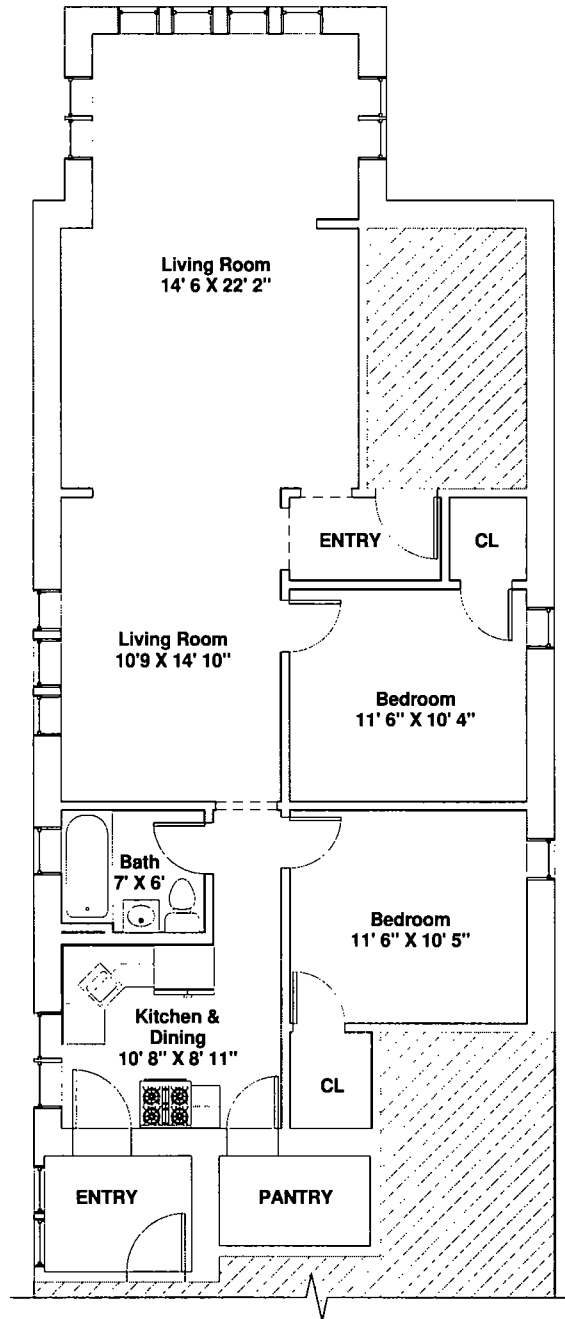 Living Room
14' 6 X 22' 2"
ENTRY
CL
Living Room
10'9 X 14' 10"
Bedroom
11' 6" X 10' 4"
Bath
7' X 6'
Bedroom
11' 6" X 10' 5"
Kitchen &
Dining
10' 8" X 8' 11"
CL
ENTRY
PANTRY